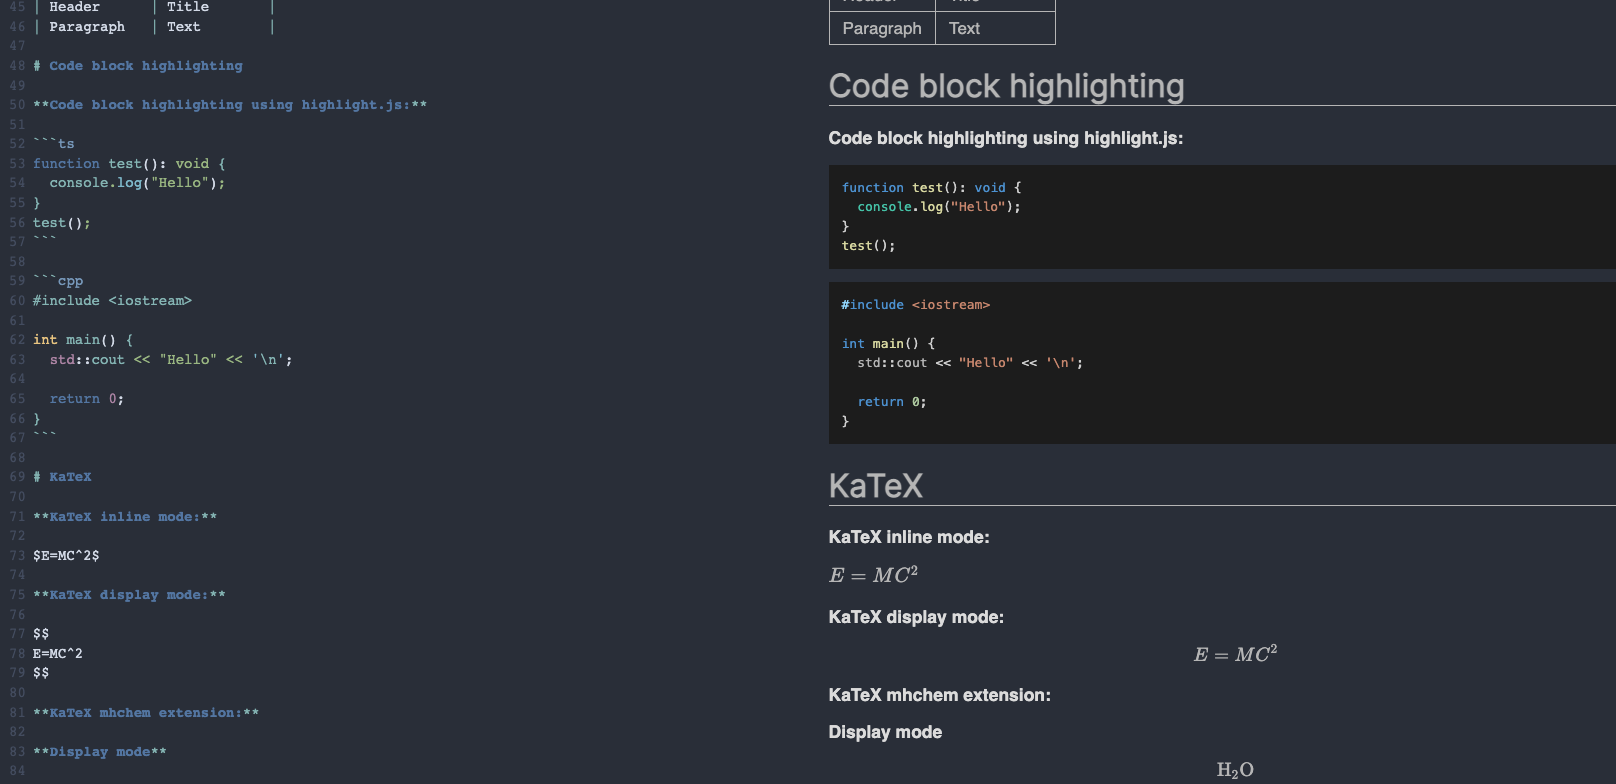 45 | Header | Title |
46 | Paragraph | Text |
47
48 # Code block highlighting
49
50 **Code block highlighting using highlight.js:**
51
52 ```ts
53 function test(): void {
54   console.log("Hello");
55 }
56 test();
57 ```
58
59 ```cpp
60 #include <iostream>
61
62 int main() {
63   std::cout << "Hello" << '\n';
64
65   return 0;
66 }
67 ```
68
69 # KaTeX
70
71 **KaTeX inline mode:**
72
73 $E=MC^2$
74
75 **KaTeX display mode:**
76
77 $$
78 E=MC^2
79 $$
80
81 **KaTeX mhchem extension:**
82
83 **Display mode**
84
Paragraph Text
Code block highlighting
Code block highlighting using highlight.js:
function test(): void {
  console.log("Hello");
}
test();
#include <iostream>
int main() {
  std::cout << "Hello" << '\n';
  return 0;
}
KaTeX
KaTeX inline mode:
E = MC²
KaTeX display mode:
E = MC²
KaTeX mhchem extension:
Display mode
H₂O